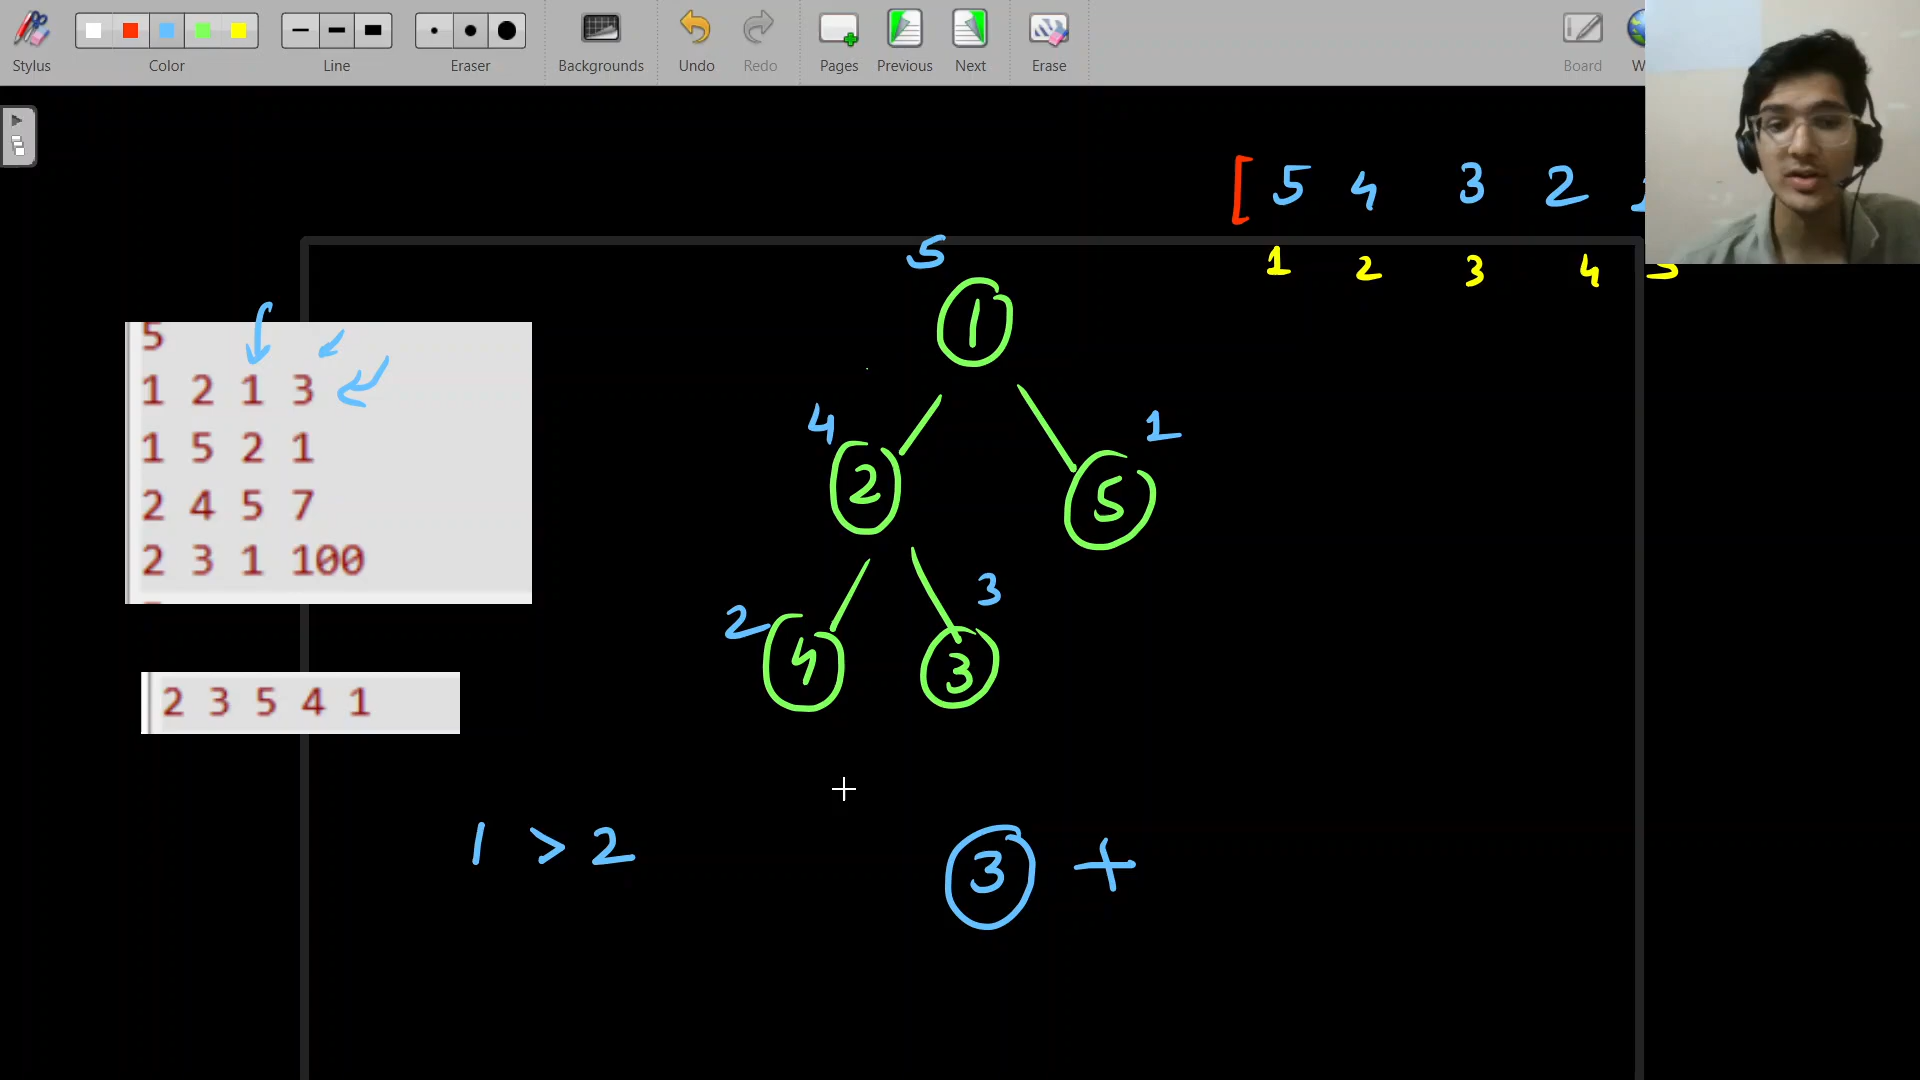 Stylus
Color
Line
Eraser
Backgrounds
Undo
Redo
Pages
Previous
Next
Erase
Board
[ 5 4 3 2
1 2 3 4 5
5
1
4
2
1
5
2
4
3
3
5
1 2 1 3
1 5 2 1
2 4 5 7
2 3 1 100
2 3 5 4 1
1 > 2
3 +